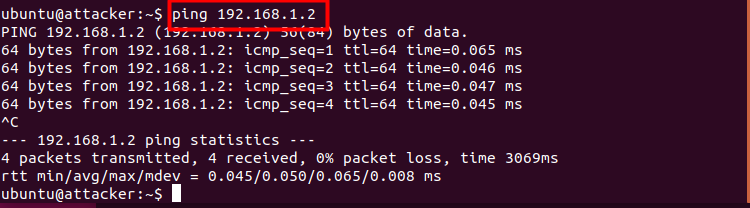 ubuntu@attacker:~$ ping 192.168.1.2
PING 192.168.1.2 (192.168.1.2) 56(84) bytes of data.
64 bytes from 192.168.1.2: icmp_seq=1 ttl=64 time=0.065 ms
64 bytes from 192.168.1.2: icmp_seq=2 ttl=64 time=0.046 ms
64 bytes from 192.168.1.2: icmp_seq=3 ttl=64 time=0.047 ms
64 bytes from 192.168.1.2: icmp_seq=4 ttl=64 time=0.045 ms
^C
--- 192.168.1.2 ping statistics ---
4 packets transmitted, 4 received, 0% packet loss, time 3069ms
rtt min/avg/max/mdev = 0.045/0.050/0.065/0.008 ms
ubuntu@attacker:~$